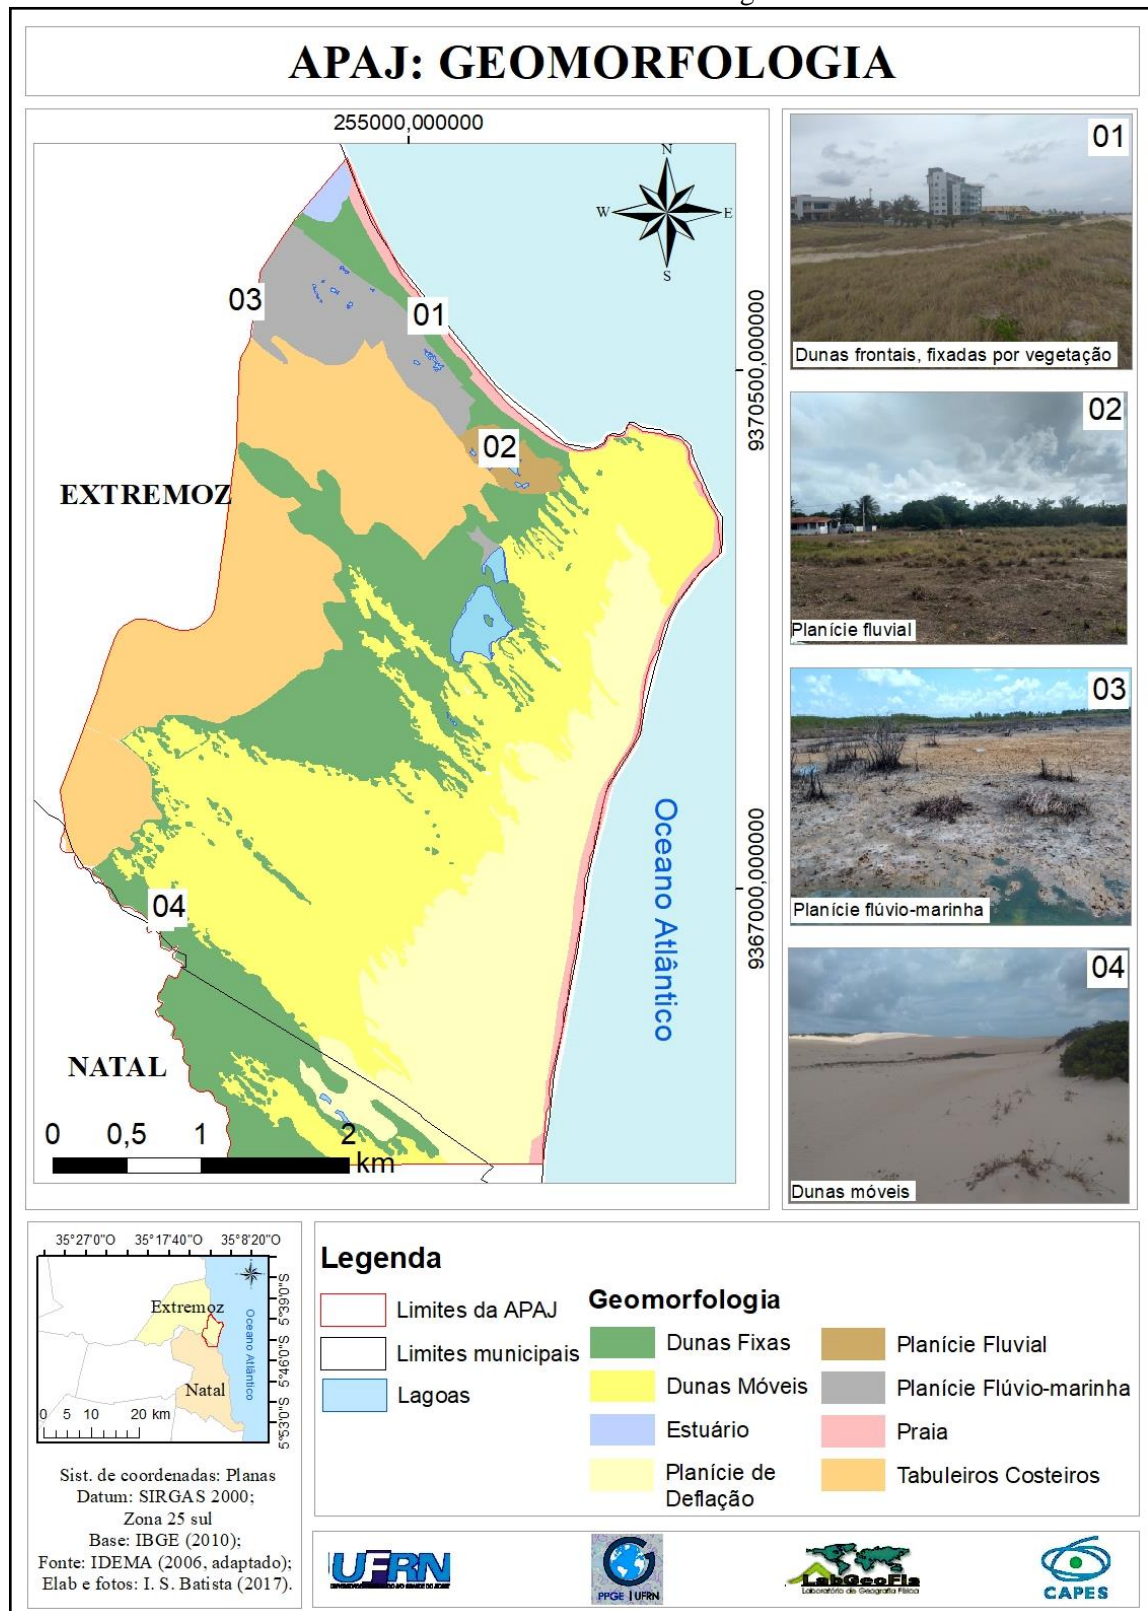 APAJ: GEOMORFOLOGIA
255000,000000
N
W
E
S
03
01
02
EXTREMOZ
04
NATAL
0 0,5 1 2
km
Oceano Atlântico
9370500,000000
9367000,000000
01
Dunas frontais, fixadas por vegetação
02
Planície fluvial
03
Planície flúvio-marinha
04
Dunas móveis
35°27'0"O 35°17'40"O 35°8'20"O
Extremoz
Natal
Oceano Atlântico
5°39'0"S
5°46'0"S
5°53'0"S
0 5 10 20 km
Sist. de coordenadas: Planas
Datum: SIRGAS 2000;
Zona 25 sul
Base: IBGE (2010);
Fonte: IDEMA (2006, adaptado);
Elab e fotos: I. S. Batista (2017).
Legenda
Limites da APAJ
Limites municipais
Lagoas
Geomorfologia
Dunas Fixas
Dunas Móveis
Estuário
Planície de
Deflação
Planície Fluvial
Planície Flúvio-marinha
Praia
Tabuleiros Costeiros
UFRN
PPGE | UFRN
LabGeoFis
Laboratório de Geografia Física
CAPES